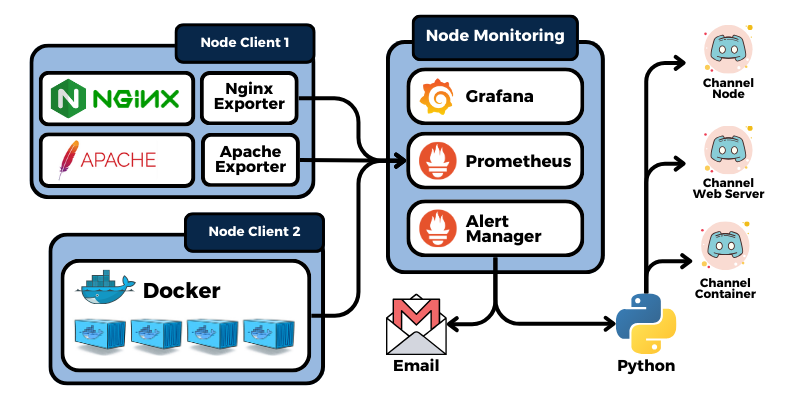 Node Client 1
NGINX
Nginx
Exporter
APACHE
Apache
Exporter
Node Client 2
Docker
Node Monitoring
Grafana
Prometheus
Alert
Manager
Email
Python
Channel
Node
Channel
Web Server
Channel
Container